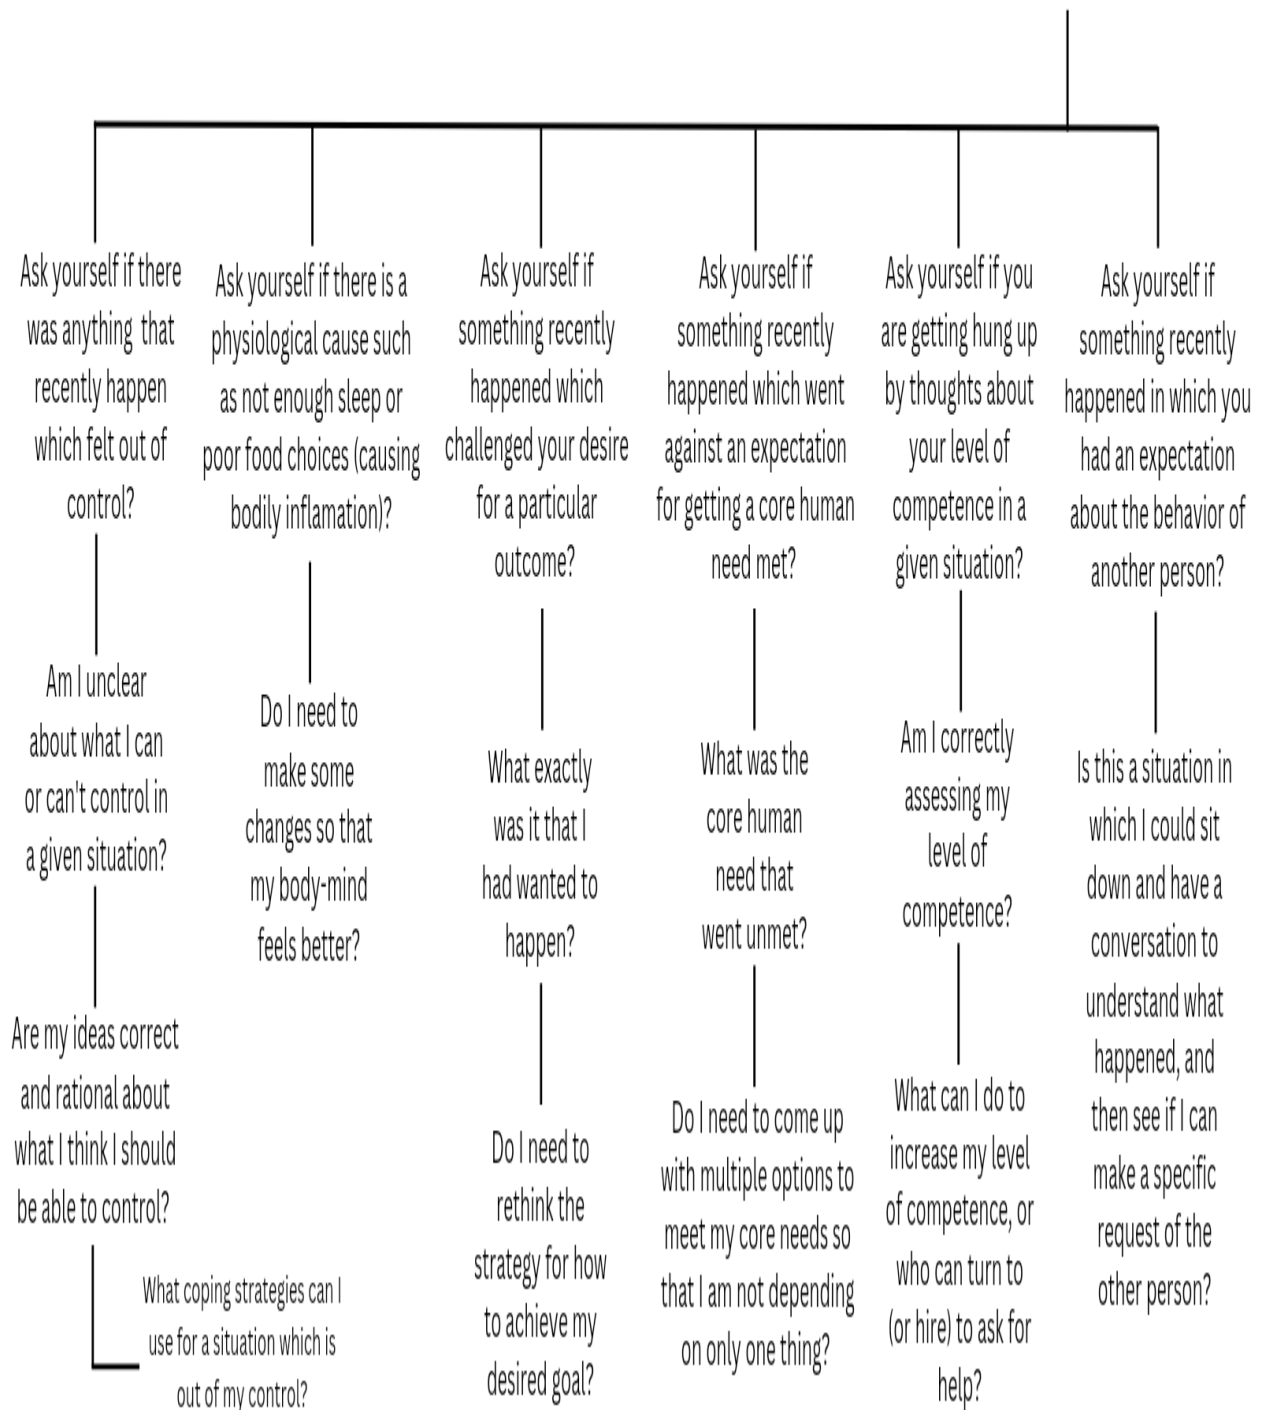 Ask yourself if there
was anything that
recently happen
which felt out of
control?
Am I unclear
about what I can
or can't control in
a given situation?
Are my ideas correct
and rational about
what I think I should
be able to control?
What coping strategies can I
use for a situation which is
out of my control?
Ask yourself if there is a
physiological cause such
as not enough sleep or
poor food choices (causing
bodily inflamation)?
Do I need to
make some
changes so that
my body-mind
feels better?
Ask yourself if
something recently
happened which
challenged your desire
for a particular
outcome?
What exactly
was it that I
had wanted to
happen?
Do I need to
rethink the
strategy for how
to achieve my
desired goal?
Ask yourself if
something recently
happened which went
against an expectation
for getting a core human
need met?
What was the
core human
need that
went unmet?
Do I need to come up
with multiple options to
meet my core needs so
that I am not depending
on only one thing?
Ask yourself if you
are getting hung up
by thoughts about
your level of
competence in a
given situation?
Am I correctly
assessing my
level of
competence?
What can I do to
increase my level
of competence, or
who can turn to
(or hire) to ask for
help?
Ask yourself if
something recently
happened in which you
had an expectation
about the behavior of
another person?
Is this a situation in
which I could sit
down and have a
conversation to
understand what
happened, and
then see if I can
make a specific
request of the
other person?